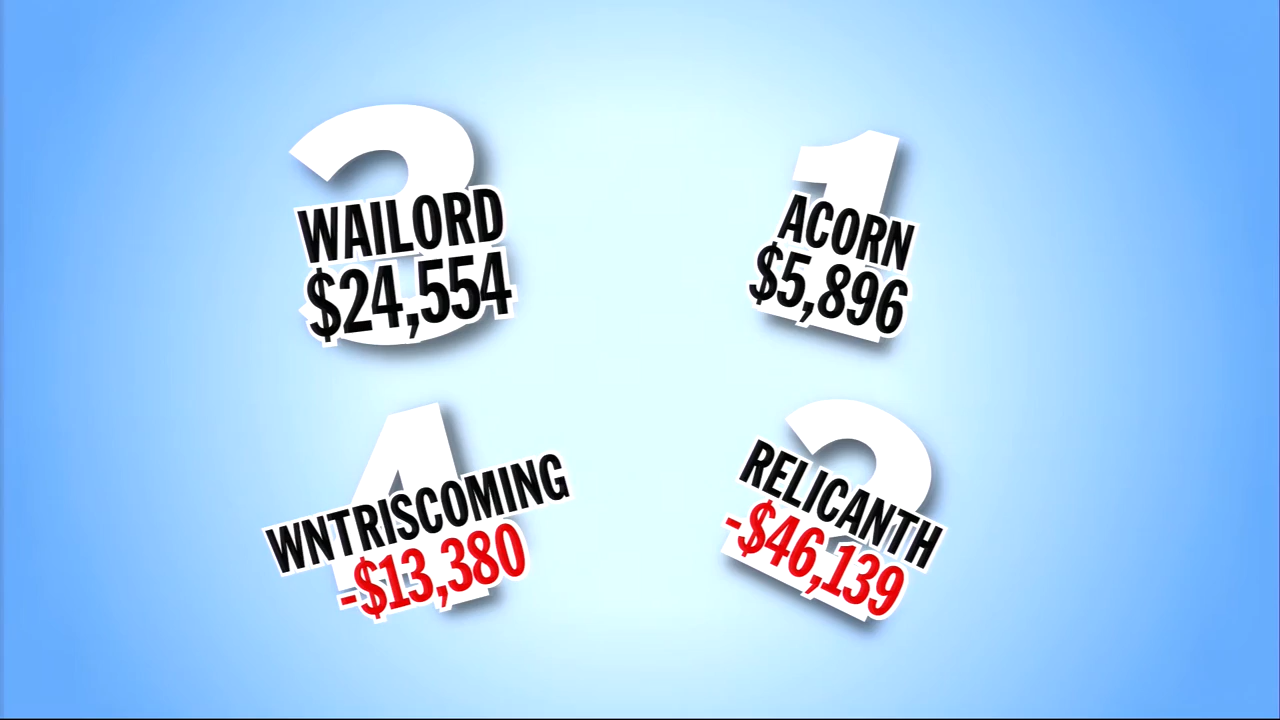 3
WAILORD
$24,554
1
ACORN
$5,896
4
WNTRISCOMING
-$13,380
2
RELICANTH
-$46,139